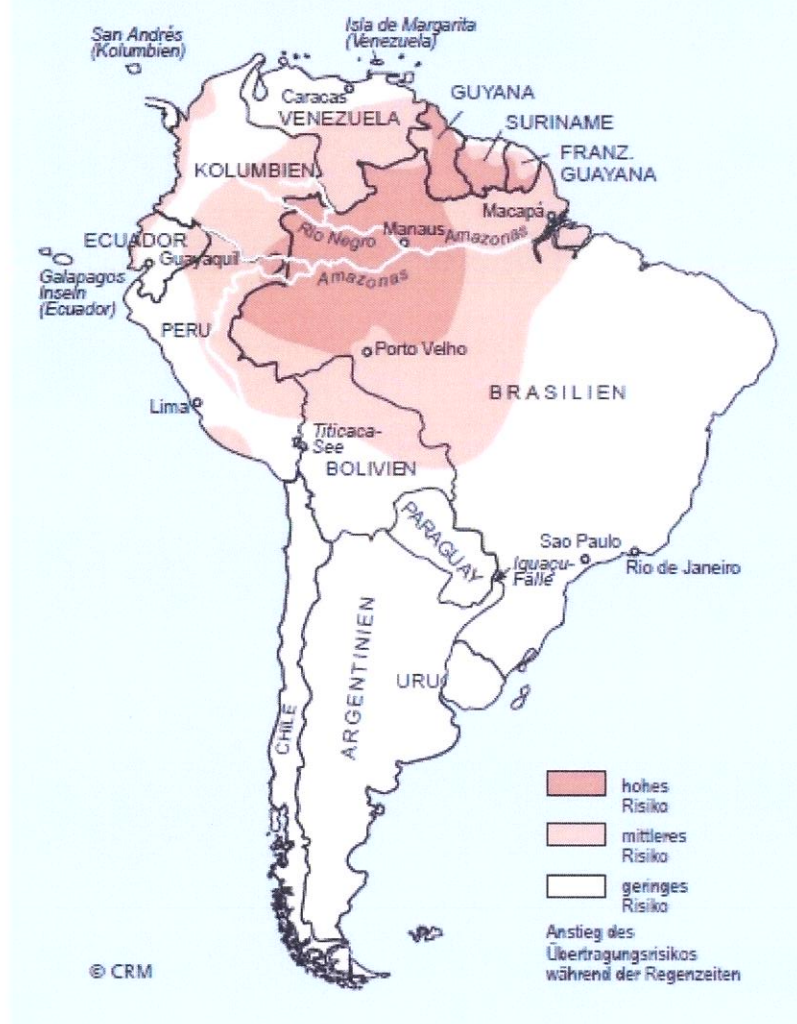 San Andrés
(Kolumbien)
Isla de Margarita
(Venezuela)
Caracas
VENEZUELA
GUYANA
SURINAME
FRANZ.
GUAYANA
KOLUMBIEN
Macapá
Rio Negro
Manaus
Amazonas
ECUADOR
Guayaquil
Galapagos
Inseln
(Ecuador)
Amazonas
PERU
Porto Velho
BRASILIEN
Lima
Titicaca-
See
BOLIVIEN
PARAGUAY
Sao Paulo
Iguaçu-
Fälle
Rio de Janeiro
ARGENTINIEN
URU
CHILE
hohes
Risiko
mittleres
Risiko
geringes
Risiko
Anstieg des
Übertragungsrisikos
während der Regenzeiten
© CRM